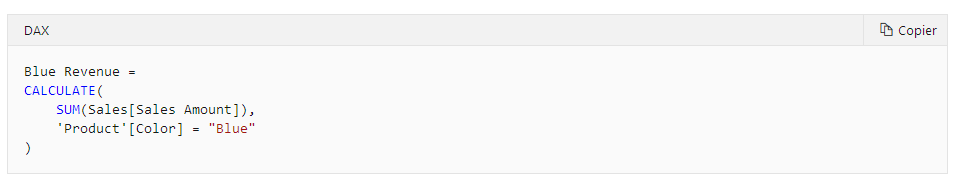 DAX
Copier
Blue Revenue =
CALCULATE(
    SUM(Sales[Sales Amount]),
    'Product'[Color] = "Blue"
)